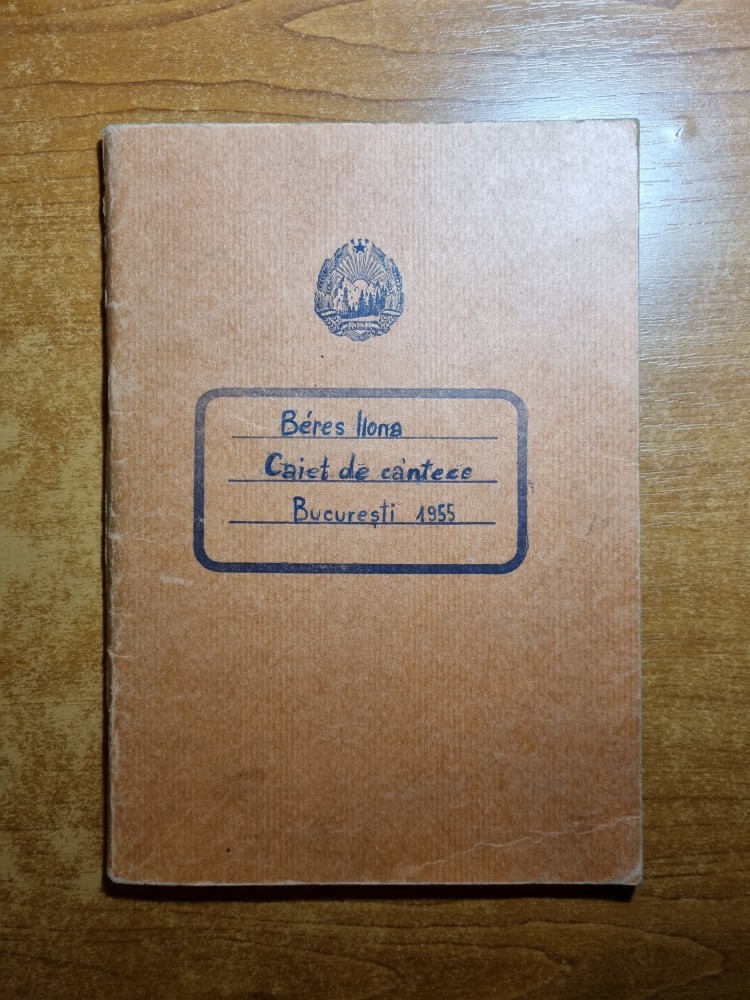 Béres Ilona
Caiet de cântece
București 1955